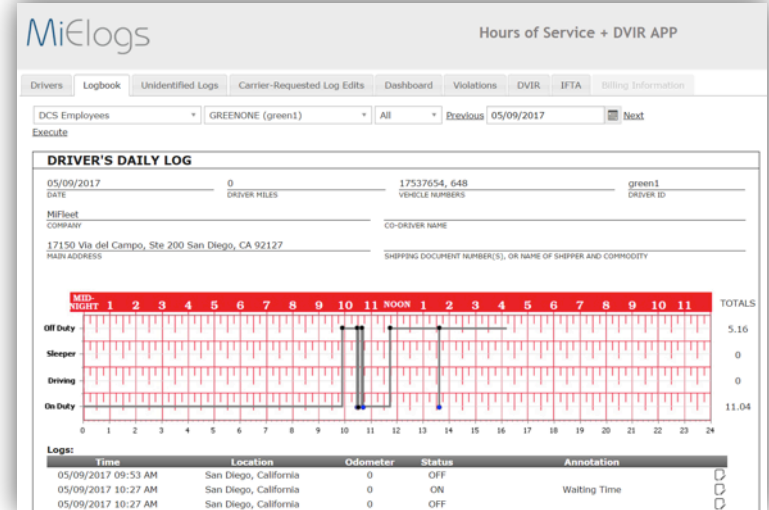 MiElogs
Hours of Service + DVIR APP
Drivers Logbook Unidentified Logs Carrier-Requested Log Edits Dashboard Violations DVIR IFTA Billing Information
DCS Employees GREENONE (green1) All Previous 05/09/2017 Next
Execute
DRIVER'S DAILY LOG
05/09/2017 0 17537654, 648 green1
DATE DRIVER MILES VEHICLE NUMBERS DRIVER ID
MiFleet
COMPANY CO-DRIVER NAME
17150 Via del Campo, Ste 200 San Diego, CA 92127
MAIN ADDRESS SHIPPING DOCUMENT NUMBER(S), OR NAME OF SHIPPER AND COMMODITY
MID-
NIGHT 1 2 3 4 5 6 7 8 9 10 11 NOON 1 2 3 4 5 6 7 8 9 10 11 TOTALS
Off Duty 5.16
Sleeper 0
Driving 0
On Duty 11.04
0 1 2 3 4 5 6 7 8 9 10 11 12 13 14 15 16 17 18 19 20 21 22 23 24
Logs:
Time Location Odometer Status Annotation
05/09/2017 09:53 AM San Diego, California 0 OFF
05/09/2017 10:27 AM San Diego, California 0 ON Waiting Time
05/09/2017 10:27 AM San Diego, California 0 OFF